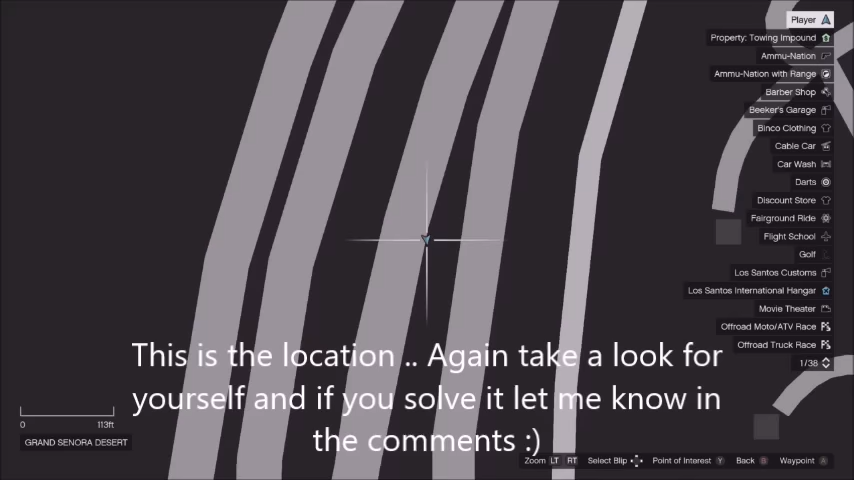 Player
Property: Towing Impound
Ammu-Nation
Ammu-Nation with Range
Barber Shop
Beeker's Garage
Binco Clothing
Cable Car
Car Wash
Darts
Discount Store
Fairground Ride
Flight School
Golf
Los Santos Customs
Los Santos International Hangar
Movie Theater
Offroad Moto/ATV Race
Offroad Truck Race
1/38
This is the location .. Again take a look for
yourself and if you solve it let me know in
the comments :)
113ft
GRAND SENORA DESERT
Zoom LT RT Select Blip Point of Interest Y Back B Waypoint A